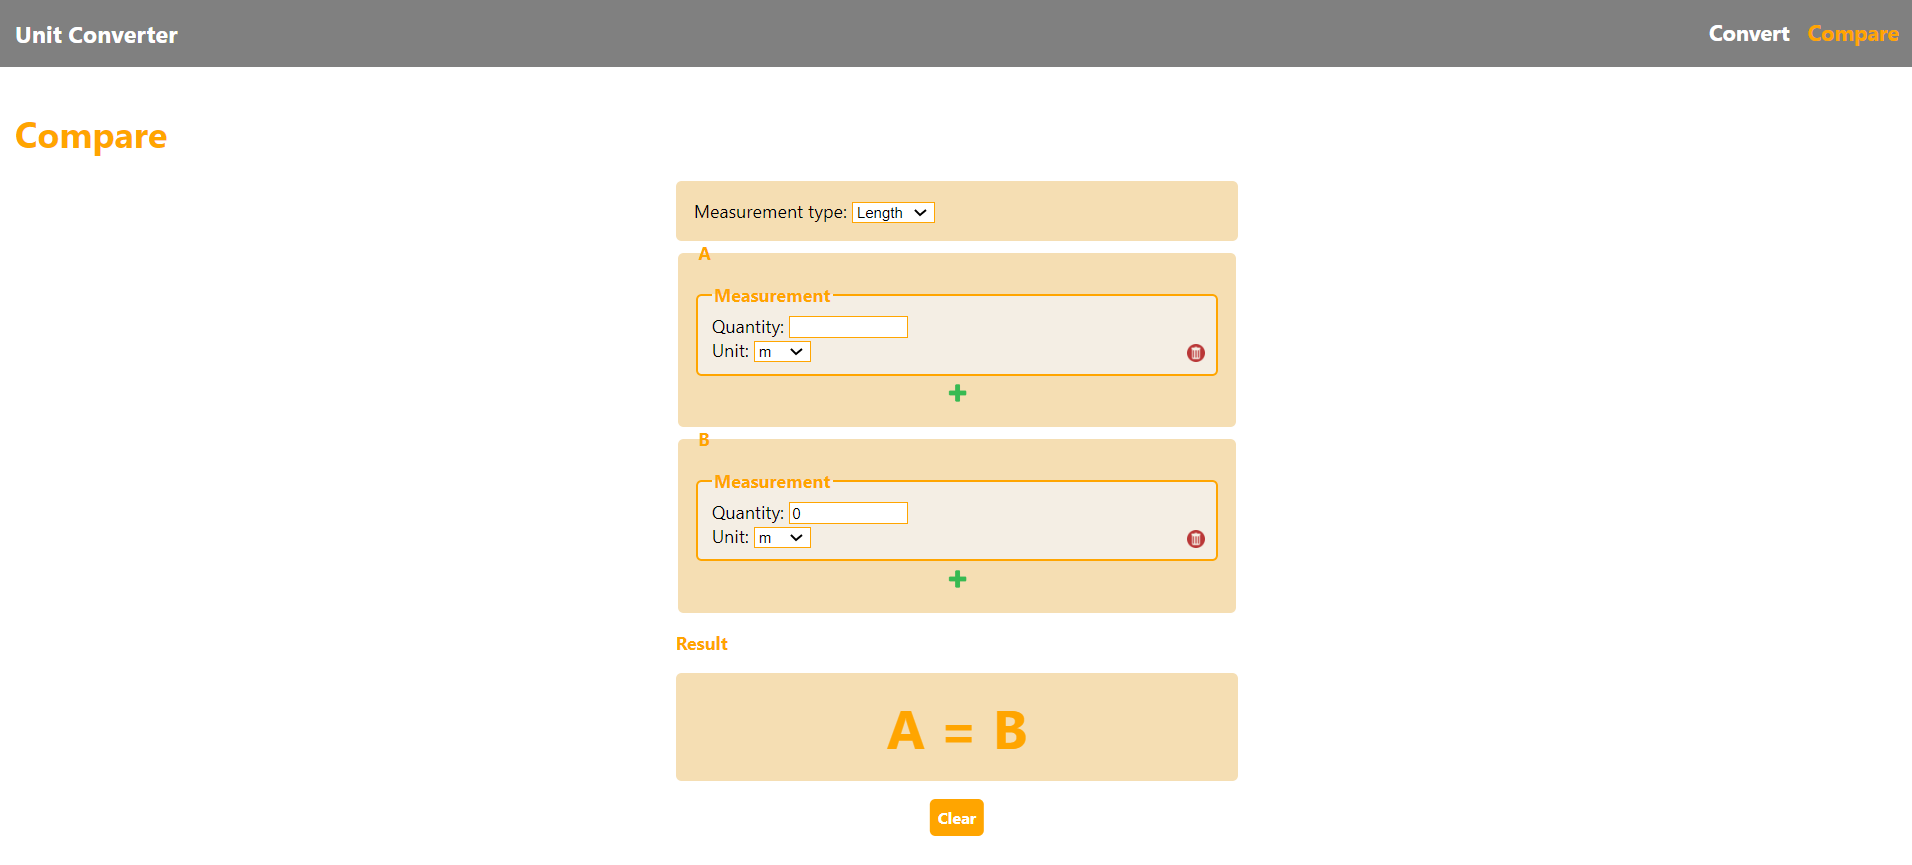 Unit Converter
Convert Compare
Compare
Measurement type: Length
A
Measurement
Quantity:
Unit: m
B
Measurement
Quantity: 0
Unit: m
Result
A = B
Clear